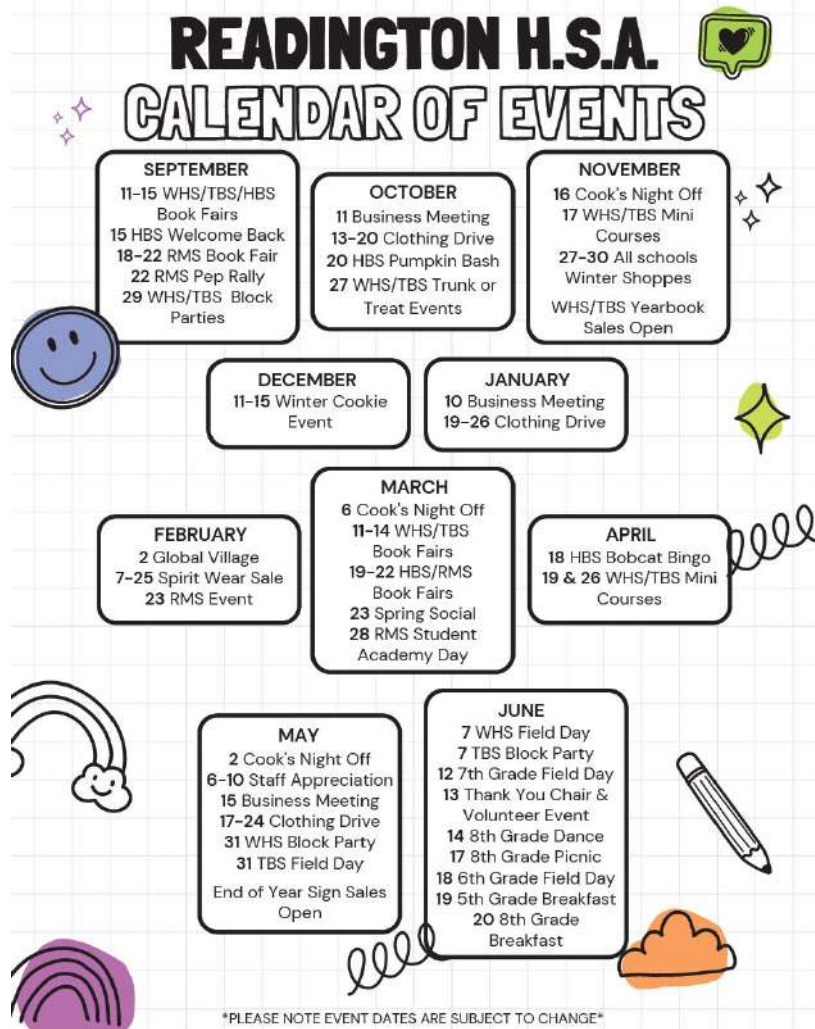 READINGTON H.S.A.
CALENDAR OF EVENTS
SEPTEMBER
11-15 WHS/TBS/HBS
Book Fairs
15 HBS Welcome Back
18-22 RMS Book Fair
22 RMS Pep Rally
29 WHS/TBS Block
Parties
OCTOBER
11 Business Meeting
13-20 Clothing Drive
20 HBS Pumpkin Bash
27 WHS/TBS Trunk or
Treat Events
NOVEMBER
16 Cook's Night Off
17 WHS/TBS Mini
Courses
27-30 All schools
Winter Shoppes
WHS/TBS Yearbook
Sales Open
DECEMBER
11-15 Winter Cookie
Event
JANUARY
10 Business Meeting
19-26 Clothing Drive
FEBRUARY
2 Global Village
7-25 Spirit Wear Sale
23 RMS Event
MARCH
6 Cook's Night Off
11-14 WHS/TBS
Book Fairs
19-22 HBS/RMS
Book Fairs
23 Spring Social
28 RMS Student
Academy Day
APRIL
18 HBS Bobcat Bingo
19 & 26 WHS/TBS Mini
Courses
MAY
2 Cook's Night Off
6-10 Staff Appreciation
15 Business Meeting
17-24 Clothing Drive
31 WHS Block Party
31 TBS Field Day
End of Year Sign Sales
Open
JUNE
7 WHS Field Day
7 TBS Block Party
12 7th Grade Field Day
13 Thank You Chair &
Volunteer Event
14 8th Grade Dance
17 8th Grade Picnic
18 6th Grade Field Day
19 5th Grade Breakfast
20 8th Grade
Breakfast
*PLEASE NOTE EVENT DATES ARE SUBJECT TO CHANGE*